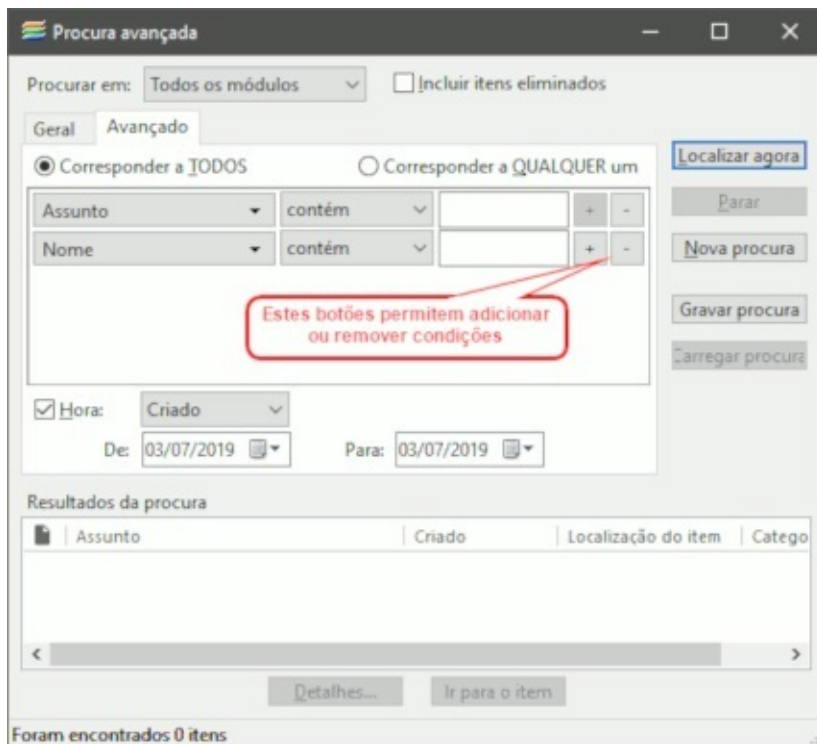 Procura avançada
Procurar em: Todos os módulos Incluir itens eliminados
Geral Avançado
Corresponder a TODOS Corresponder a QUALQUER um
Assunto contém + -
Nome contém + -
Estes botões permitem adicionar
ou remover condições
Hora: Criado
De: 03/07/2019 Para: 03/07/2019
Localizar agora
Parar
Nova procura
Gravar procura
Carregar procura
Resultados da procura
Assunto Criado Localização do item Catego
Detalhes... Ir para o item
Foram encontrados 0 itens